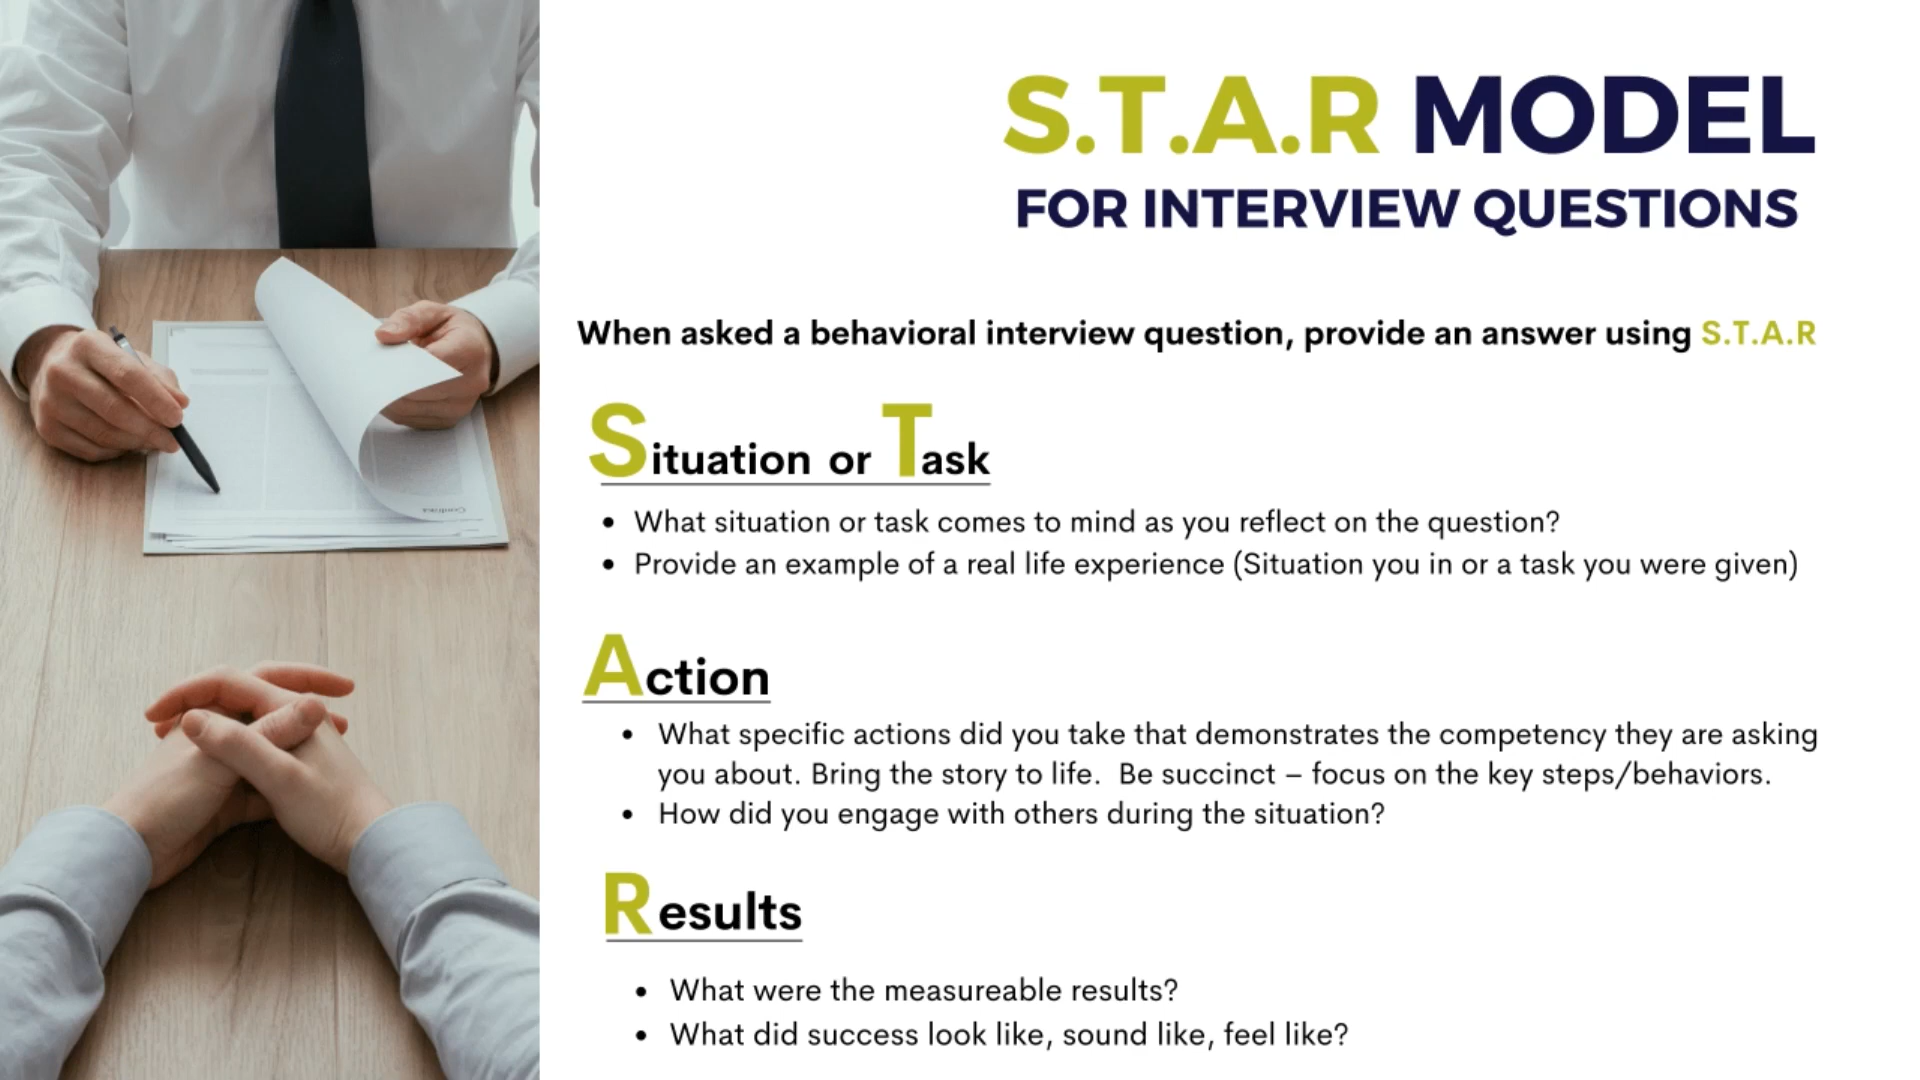 S.T.A.R MODEL
FOR INTERVIEW QUESTIONS
When asked a behavioral interview question, provide an answer using S.T.A.R
Situation or Task
• What situation or task comes to mind as you reflect on the question?
• Provide an example of a real life experience (Situation you in or a task you were given)
Action
• What specific actions did you take that demonstrates the competency they are asking
you about. Bring the story to life.  Be succinct – focus on the key steps/behaviors.
• How did you engage with others during the situation?
Results
• What were the measureable results?
• What did success look like, sound like, feel like?